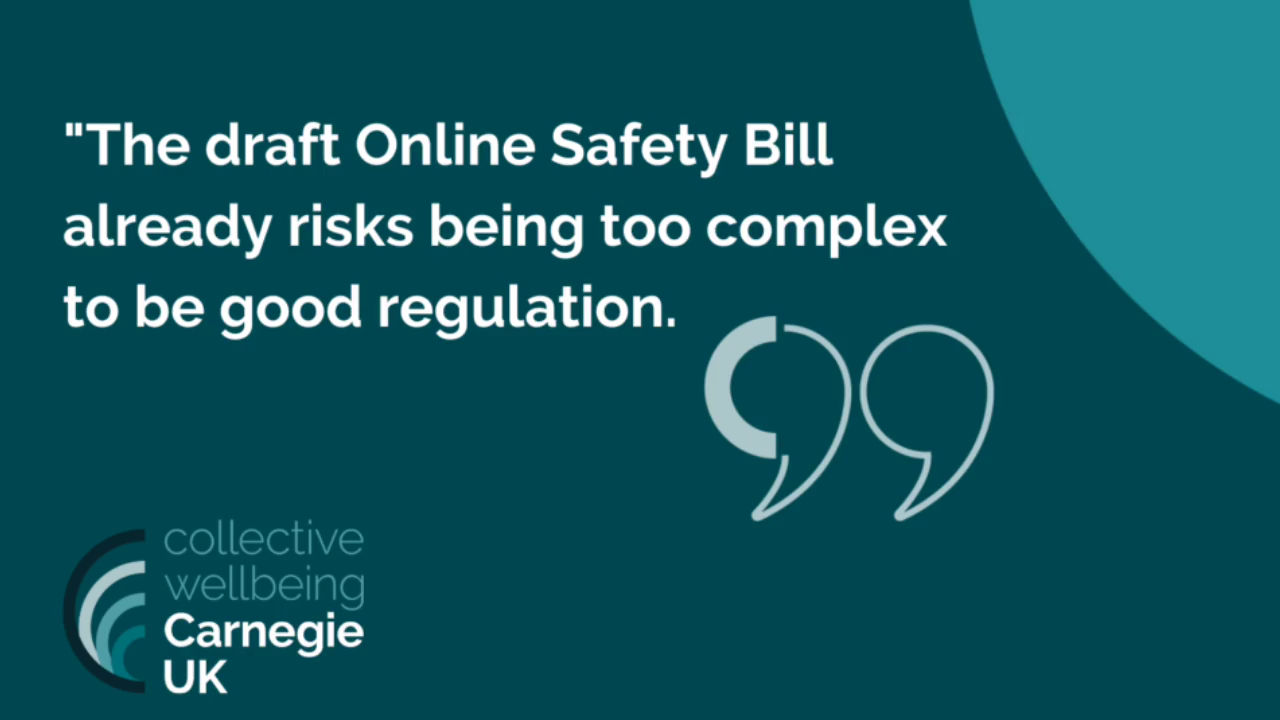 "The draft Online Safety Bill
already risks being too complex
to be good regulation.
collective
wellbeing
Carnegie
UK